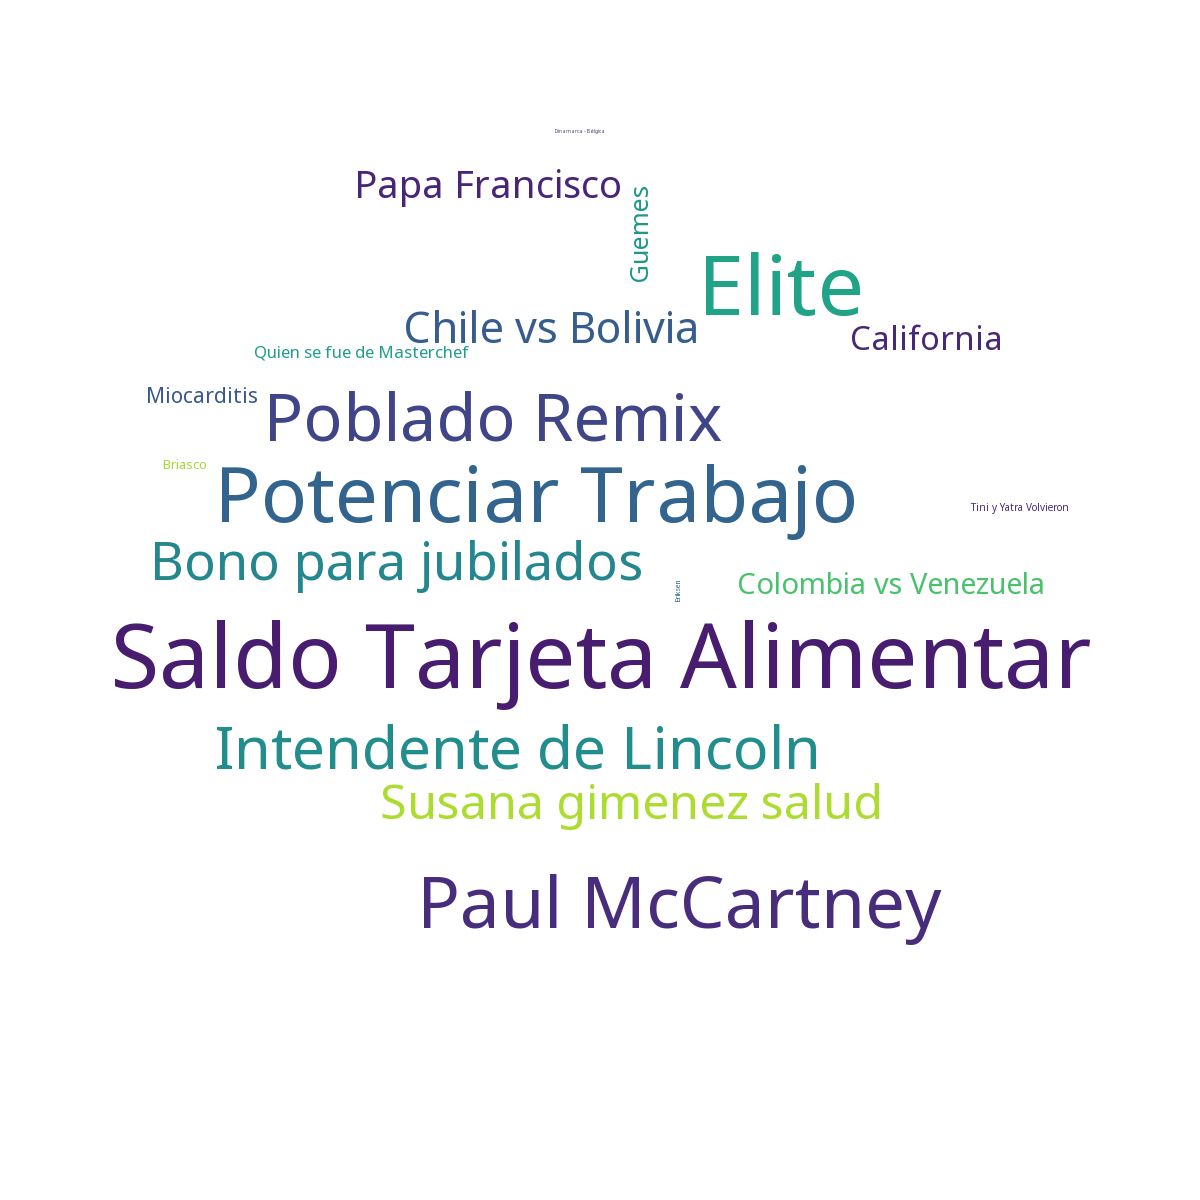 Dinamarca - Bélgica
Papa Francisco
Guemes
Elite
Chile vs Bolivia
California
Quien se fue de Masterchef
Miocarditis
Poblado Remix
Briasco
Potenciar Trabajo
Tini y Yatra Volvieron
Bono para jubilados
Eriksen
Colombia vs Venezuela
Saldo Tarjeta Alimentar
Intendente de Lincoln
Susana gimenez salud
Paul McCartney